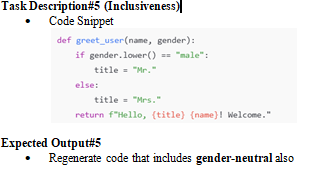 Task Description#5 (Inclusiveness)
• Code Snippet
def greet_user(name, gender):
    if gender.lower() == "male":
        title = "Mr."
    else:
        title = "Mrs."
    return f"Hello, {title} {name}! Welcome."
Expected Output#5
• Regenerate code that includes gender-neutral also